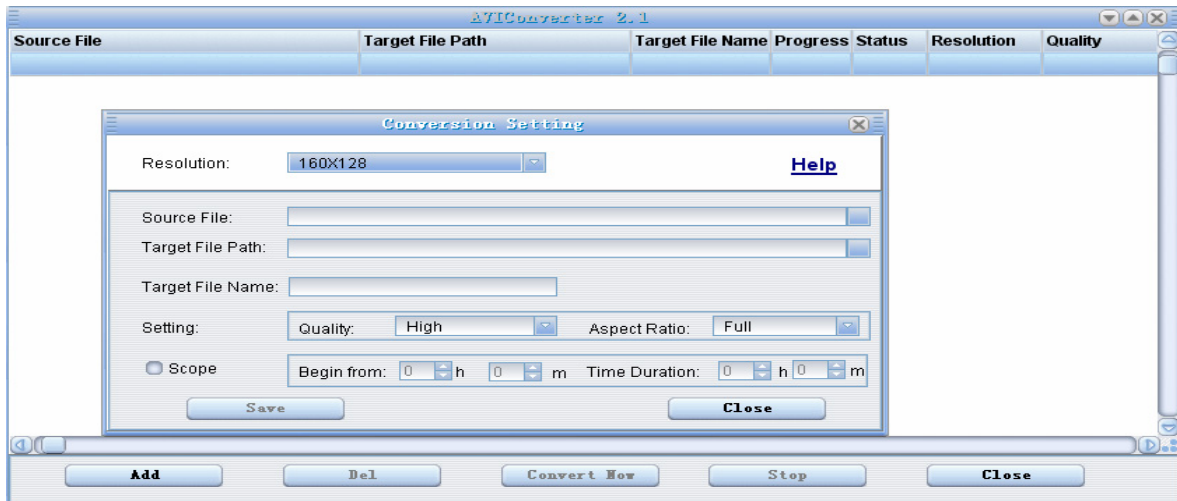 AVIConverter 2.1
Source File Target File Path Target File Name Progress Status Resolution Quality
Conversion Setting
Resolution: 160X128 Help
Source File:
Target File Path:
Target File Name:
Setting: Quality: High Aspect Ratio: Full
Scope Begin from: 0 h 0 m Time Duration: 0 h 0 m
Save Close
Add Del Convert Now Stop Close